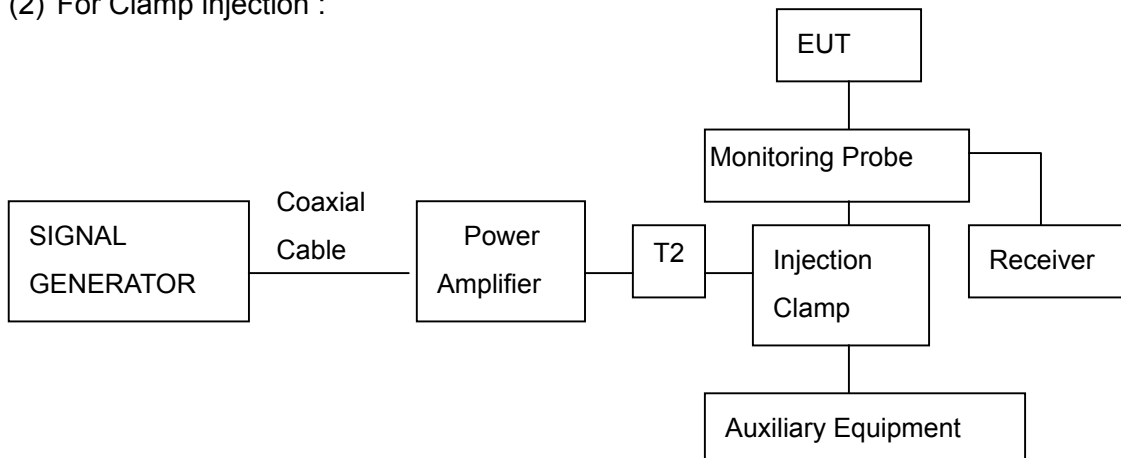 (2) For Clamp injection :
EUT
Monitoring Probe
Coaxial
Cable
SIGNAL
GENERATOR
Power
Amplifier
T2
Injection
Clamp
Receiver
Auxiliary Equipment